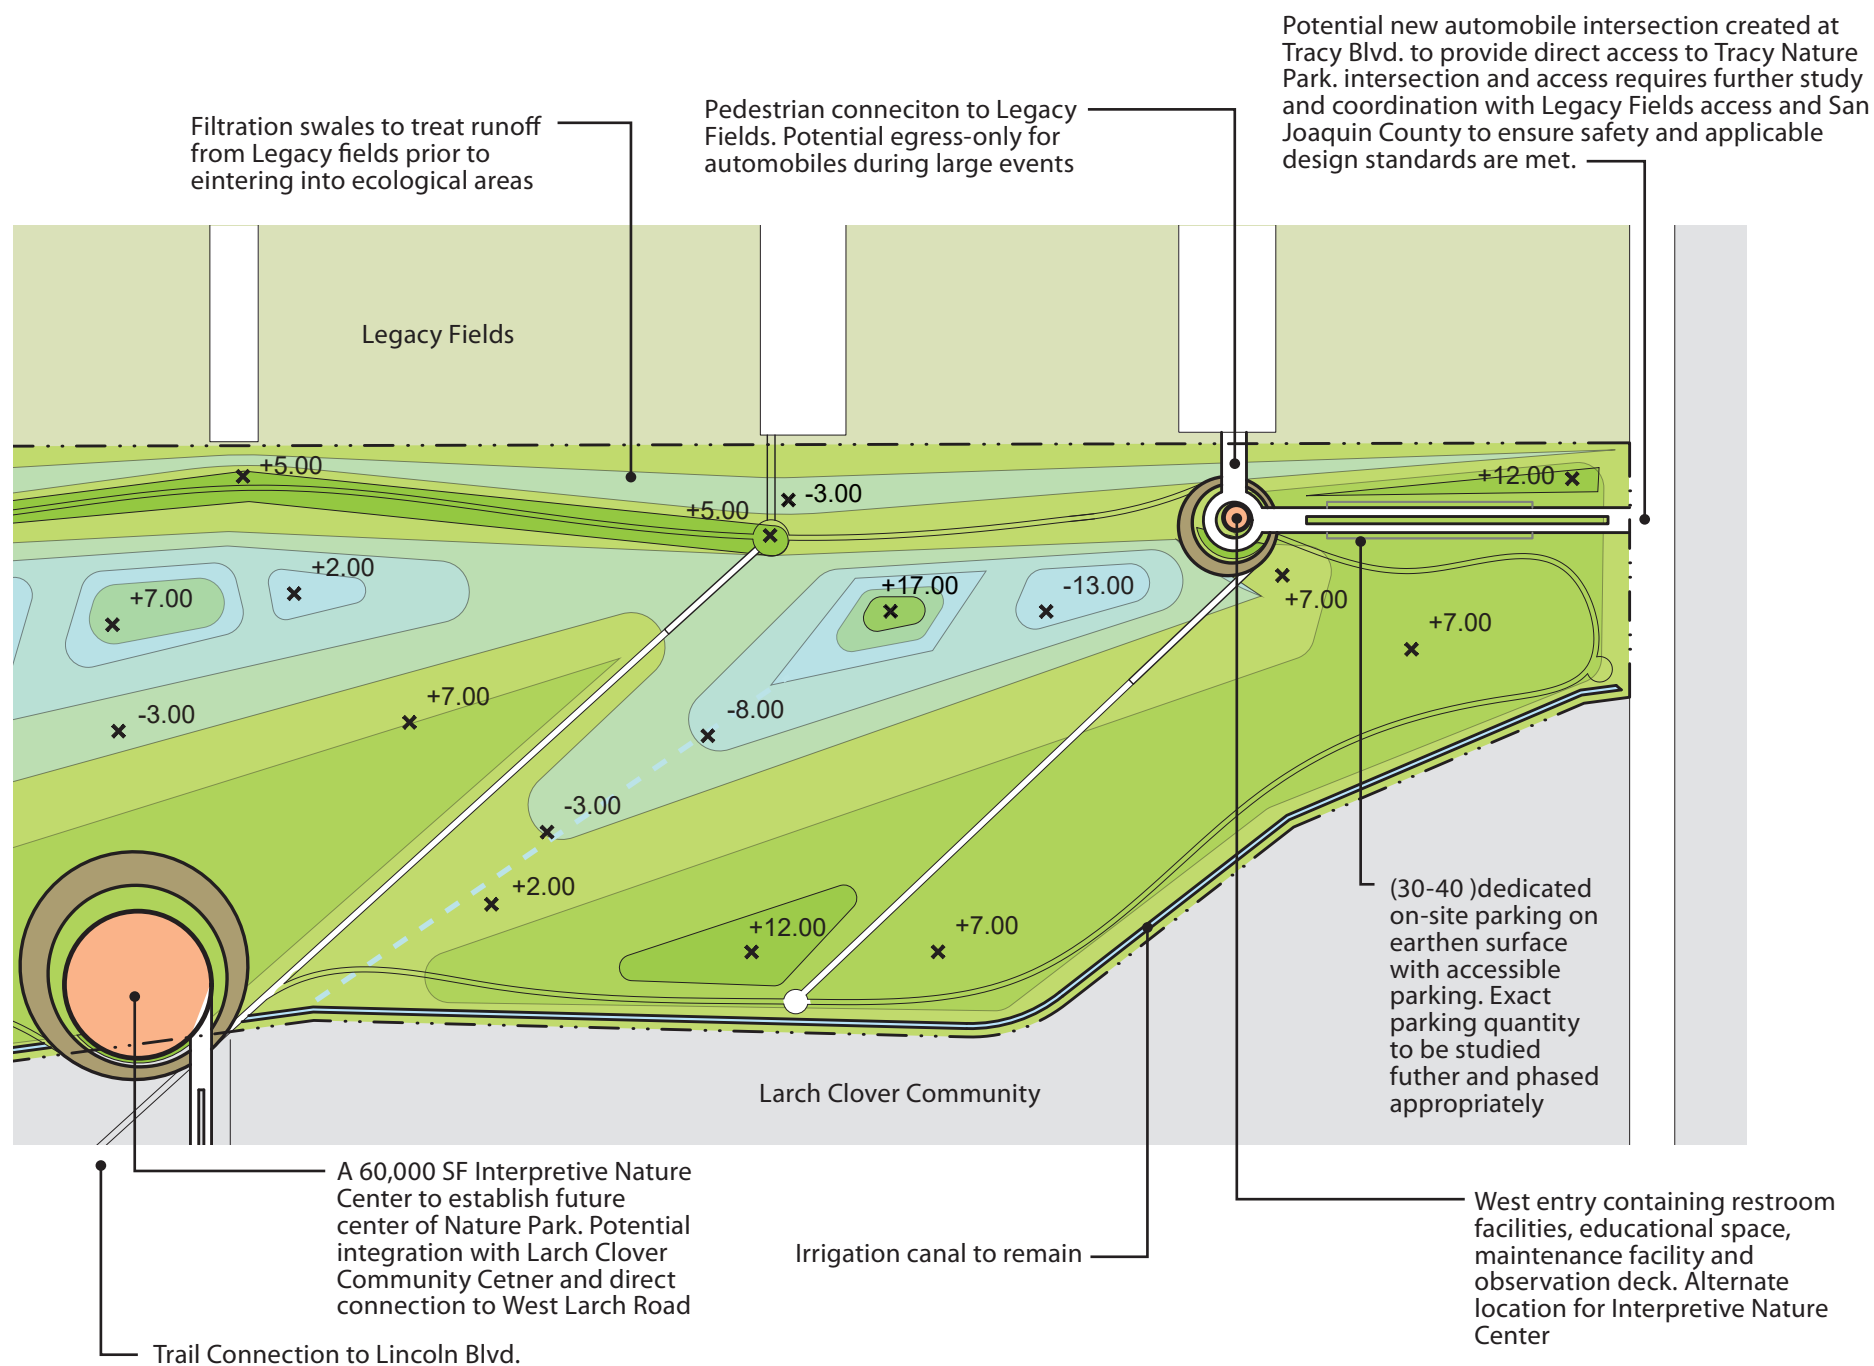 Potential new automobile intersection created at
Tracy Blvd. to provide direct access to Tracy Nature
Park. intersection and access requires further study
and coordination with Legacy Fields access and San
Joaquin County to ensure safety and applicable
design standards are met.
Pedestrian conneciton to Legacy
Fields. Potential egress-only for
automobiles during large events
Filtration swales to treat runoff
from Legacy fields prior to
eintering into ecological areas
Legacy Fields
+5.00
+12.00
-3.00
+5.00
+2.00
+7.00
+17.00
-13.00
+7.00
+7.00
+7.00
-3.00
-8.00
-3.00
+2.00
+12.00
+7.00
(30-40 )dedicated
on-site parking on
earthen surface
with accessible
parking. Exact
parking quantity
to be studied
futher and phased
appropriately
Larch Clover Community
A 60,000 SF Interpretive Nature
Center to establish future
center of Nature Park. Potential
integration with Larch Clover
Community Cetner and direct
connection to West Larch Road
Irrigation canal to remain
West entry containing restroom
facilities, educational space,
maintenance facility and
observation deck. Alternate
location for Interpretive Nature
Center
Trail Connection to Lincoln Blvd.